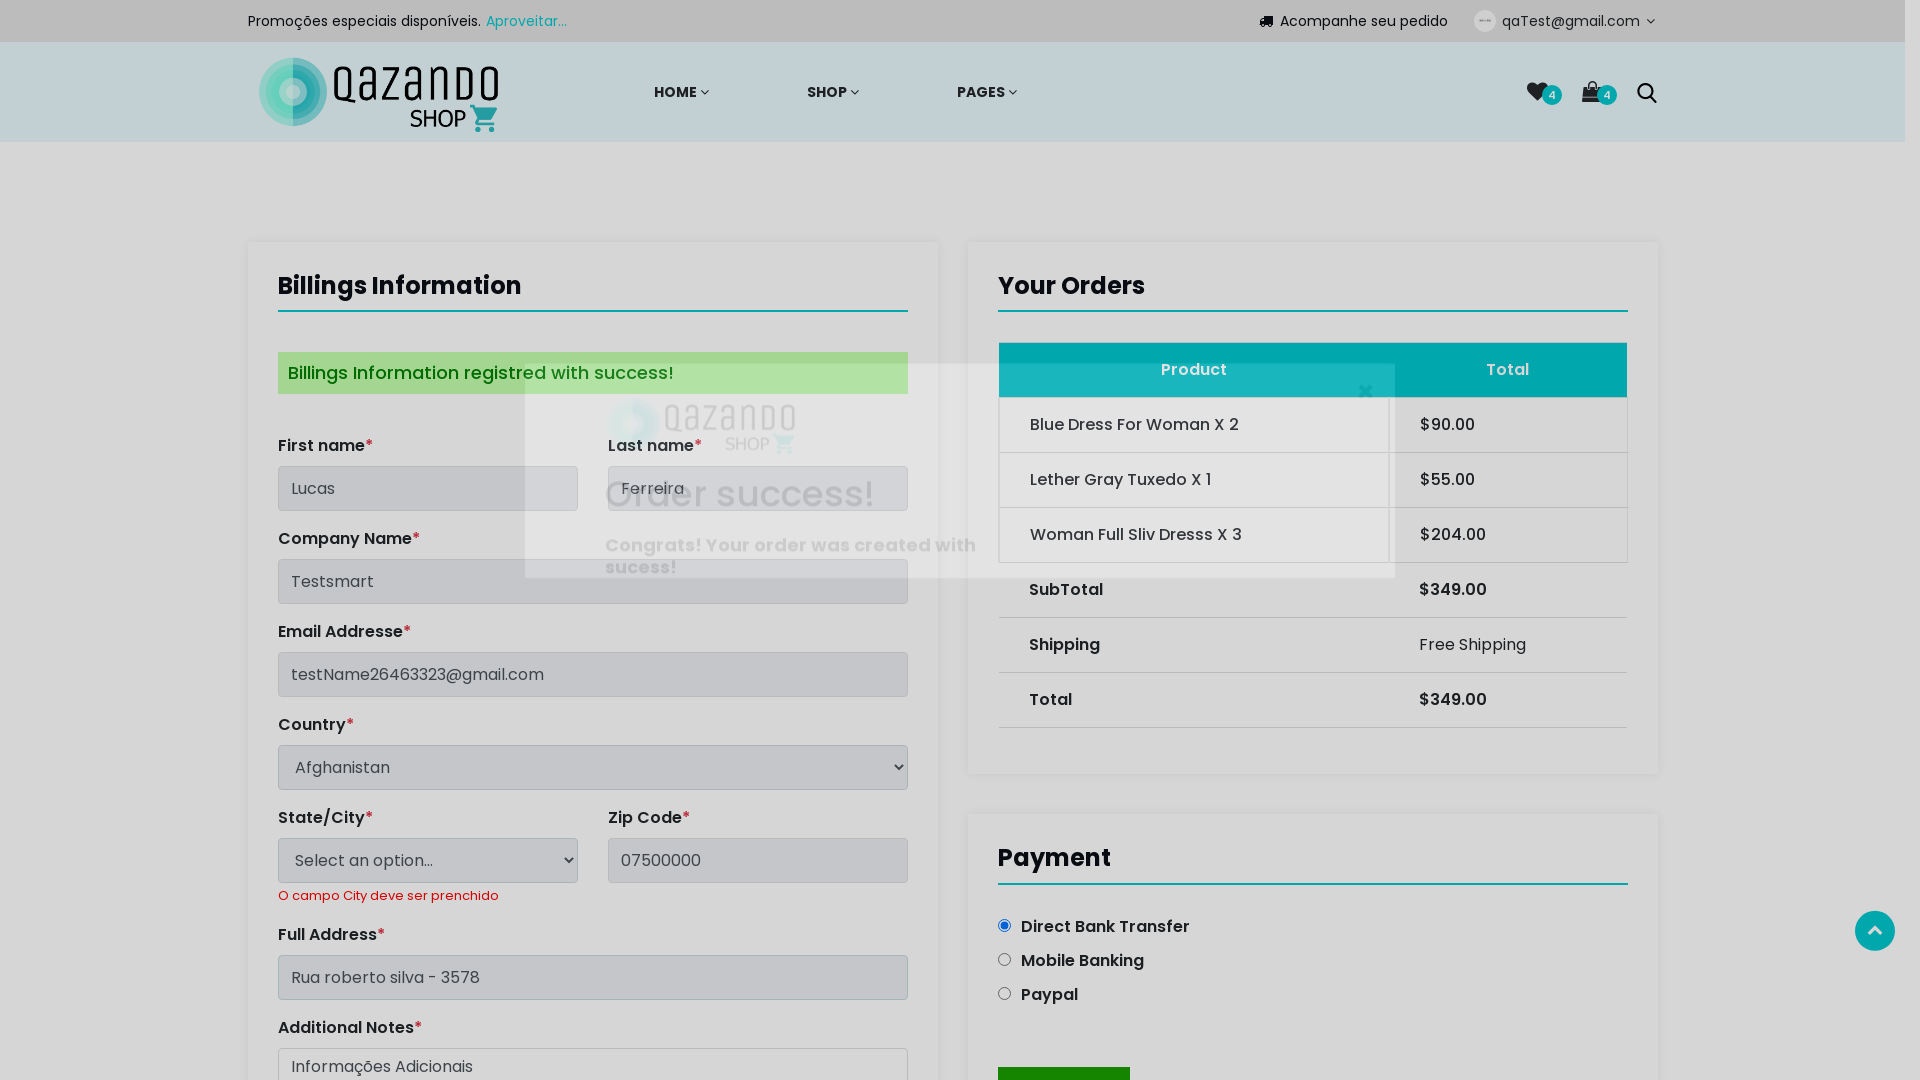 Promoções especiais disponíveis. Aproveitar...
Acompanhe seu pedido
qaTest@gmail.com
QAZANDO
SHOP
HOME
SHOP
PAGES
4
4
Billings Information
Billings Information registred with success!
First name*
Last name*
Lucas
Ferreira
Company Name*
Testsmart
Email Addresse*
testName26463323@gmail.com
Country*
Afghanistan
State/City*
Zip Code*
Select an option...
07500000
O campo City deve ser prenchido
Full Address*
Rua roberto silva - 3578
Additional Notes*
Informações Adicionais
QAZANDO
SHOP
Order success!
Congrats! Your order was created with
sucess!
Your Orders
Product Total
Blue Dress For Woman X 2 $90.00
Lether Gray Tuxedo X 1 $55.00
Woman Full Sliv Dresss X 3 $204.00
SubTotal $349.00
Shipping Free Shipping
Total $349.00
Payment
Direct Bank Transfer
Mobile Banking
Paypal